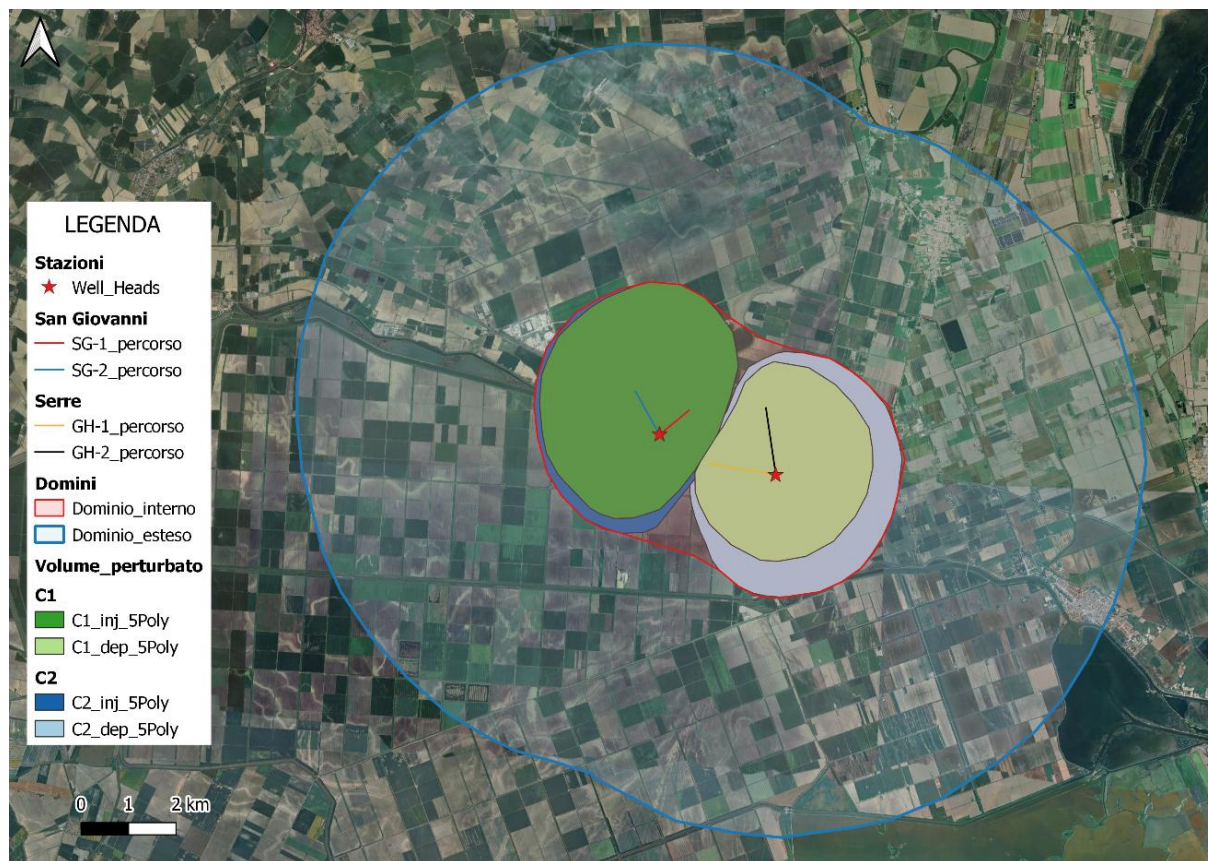 LEGENDA
Stazioni
Well_Heads
San Giovanni
SG-1_percorso
SG-2_percorso
Serre
GH-1_percorso
GH-2_percorso
Domini
Dominio_interno
Dominio_esteso
Volume_perturbato
C1
C1_inj_5Poly
C1_dep_5Poly
C2
C2_inj_5Poly
C2_dep_5Poly
0 1 2 km